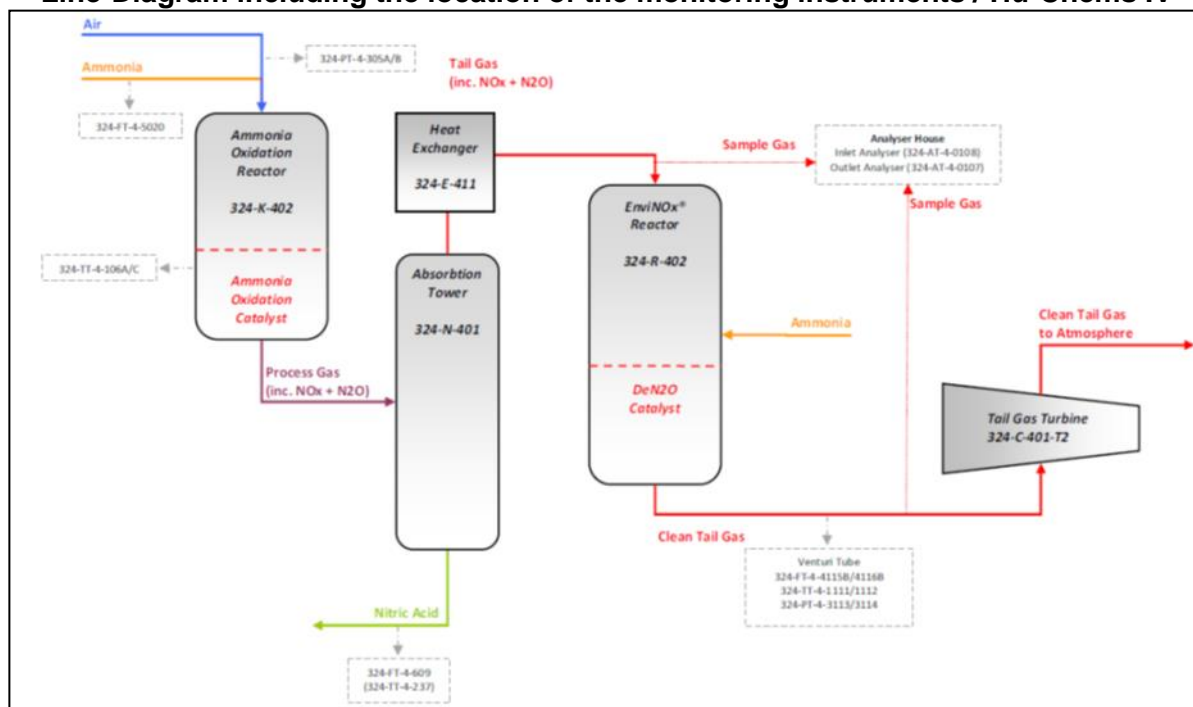 Line Diagram including the location of the monitoring instruments / Hu-Chems IV
Air
324-PT-4-305A/B
Ammonia
324-FT-4-5020
Tail Gas
(inc. NOx + N2O)
Ammonia
Oxidation
Reactor
324-K-402
Ammonia
Oxidation
Catalyst
324-TT-4-106A/C
Heat
Exchanger
324-E-411
Sample Gas
Analyser House
Inlet Analyser (324-AT-4-0108)
Outlet Analyser (324-AT-4-0107)
Sample Gas
EnviNOx®
Reactor
324-R-402
DeN2O
Catalyst
Absorbtion
Tower
324-N-401
Ammonia
Process Gas
(inc. NOx + N2O)
Clean Tail Gas
to Atmosphere
Tail Gas Turbine
324-C-401-T2
Clean Tail Gas
Venturi Tube
324-FT-4-4115B/4116B
324-TT-4-1111/1112
324-PT-4-3113/3114
Nitric Acid
324-FT-4-609
(324-TT-4-237)